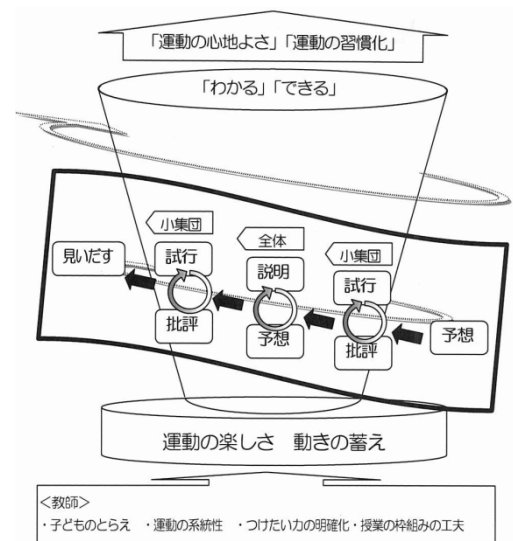 「運動の心地よさ」「運動の習慣化」
「わかる」「できる」
小集団
全体
小集団
見いだす
試行
説明
試行
批評
予想
批評
予想
運動の楽しさ　動きの蓄え
<教師>
・子どものとらえ　・運動の系統性　・つけたい力の明確化・授業の枠組みの工夫